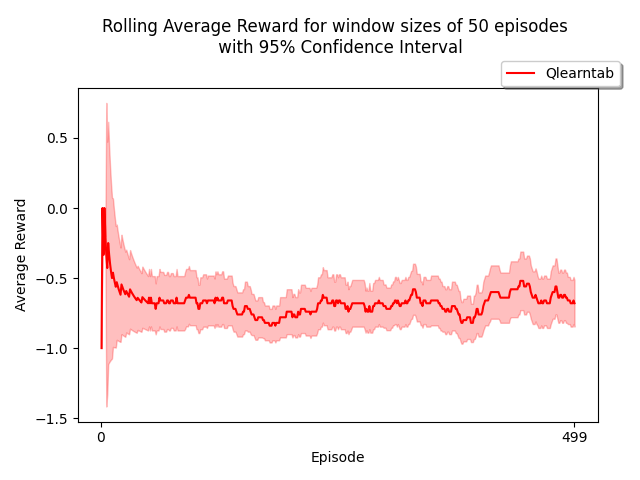 Rolling Average Reward for window sizes of 50 episodes
with 95% Confidence Interval
Qlearntab
0.5
0.0
−0.5
−1.0
−1.5
Average Reward
0
499
Episode